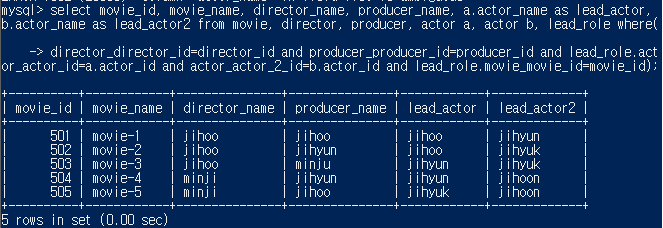 mysql> select movie_id, movie_name, director_name, producer_name, a.actor_name as lead_actor,
b.actor_name as lead_actor2 from movie, director, producer, actor a, actor b, lead_role where(
-> director_director_id=director_id and producer_producer_id=producer_id and lead_role.act
or_actor_id=a.actor_id and actor_actor_2_id=b.actor_id and lead_role.movie_movie_id=movie_id);
+----------+------------+---------------+---------------+------------+-------------+
| movie_id | movie_name | director_name | producer_name | lead_actor | lead_actor2 |
+----------+------------+---------------+---------------+------------+-------------+
| 501 | movie-1 | jihoo | jihoo | jihoo | jihyun |
| 502 | movie-2 | jihoo | jihyun | jihoo | jihyuk |
| 503 | movie-3 | jihoo | minju | jihyun | jihyuk |
| 504 | movie-4 | minji | jihyun | jihyun | jihoon |
| 505 | movie-5 | minji | jihoo | jihyuk | jihoon |
+----------+------------+---------------+---------------+------------+-------------+
5 rows in set (0.00 sec)